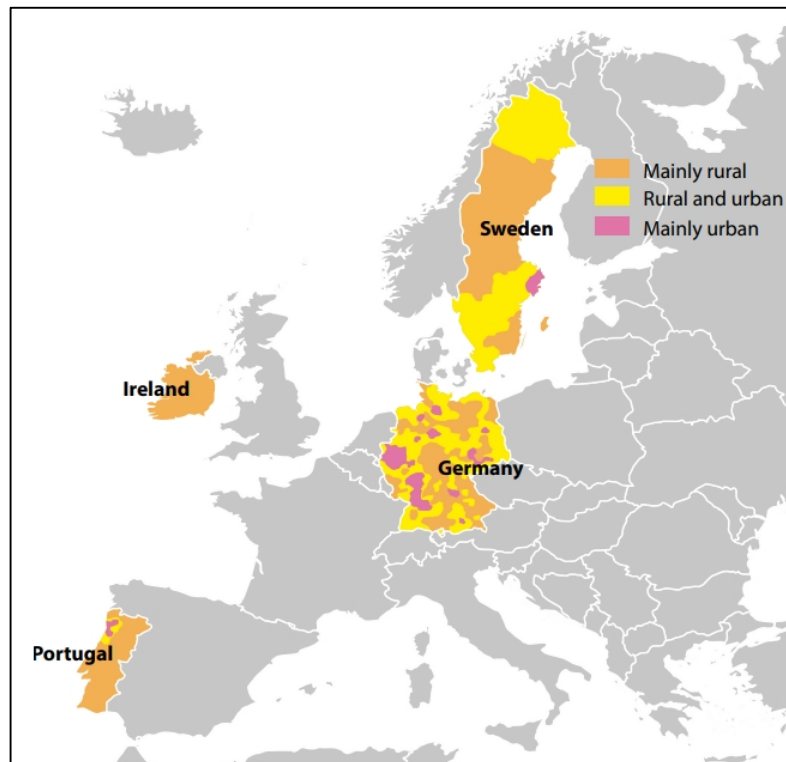 Mainly rural
Rural and urban
Mainly urban
Sweden
Ireland
Germany
Portugal